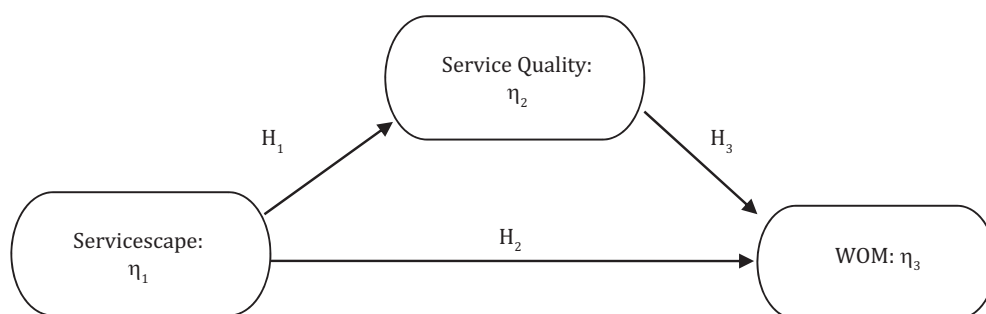 Service Quality:
η₂
H₁
H₃
Servicescape:
η₁
H₂
WOM: η₃